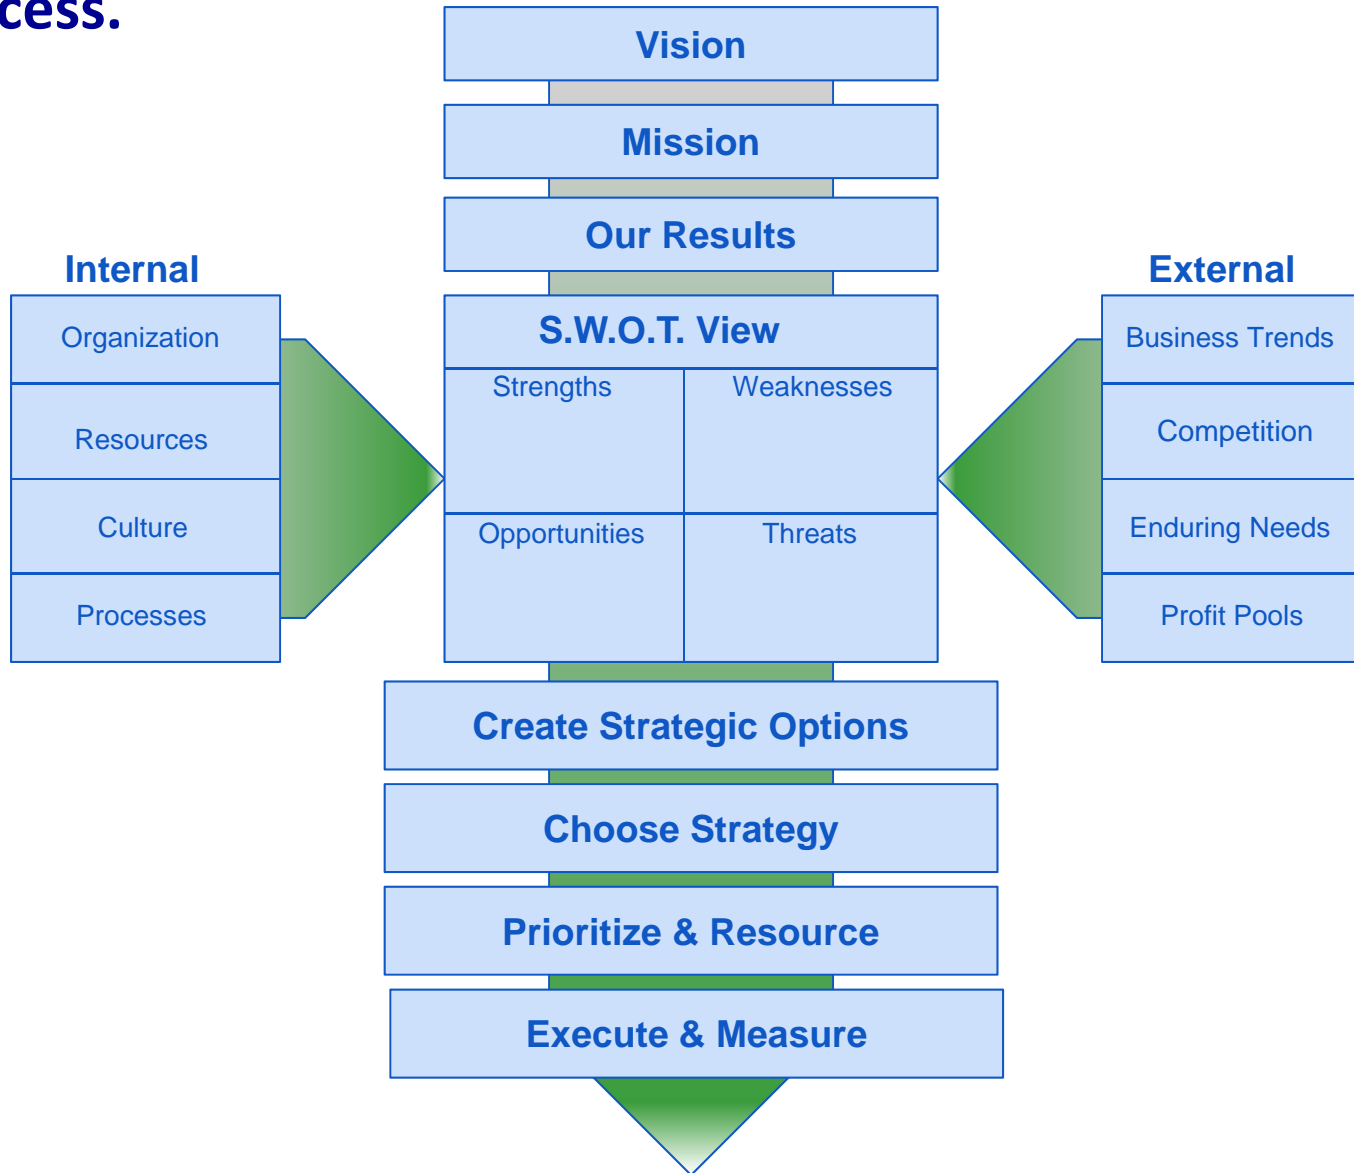 cess.
Vision
Mission
Our Results
Internal
Organization
Resources
Culture
Processes
S.W.O.T. View
Strengths
Weaknesses
Opportunities
Threats
External
Business Trends
Competition
Enduring Needs
Profit Pools
Create Strategic Options
Choose Strategy
Prioritize & Resource
Execute & Measure